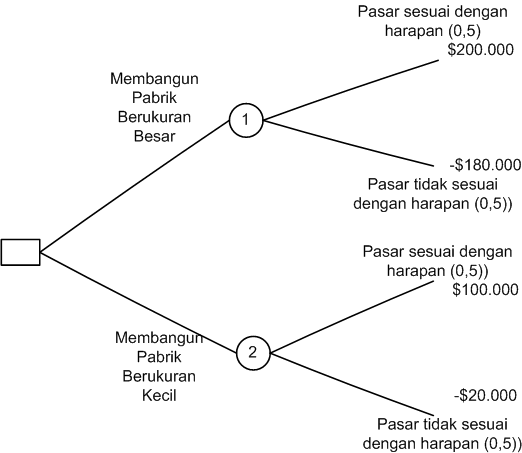 Pasar sesuai dengan
harapan (0,5)
$200.000
Membangun
Pabrik
Berukuran
Besar
1
-$180.000
Pasar tidak sesuai
dengan harapan (0,5))
Pasar sesuai dengan
harapan (0,5))
$100.000
Membangun
Pabrik
Berukuran
Kecil
2
-$20.000
Pasar tidak sesuai
dengan harapan (0,5))